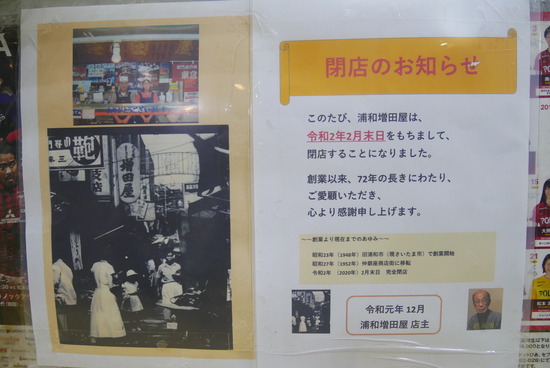 増田屋
閉店のお知らせ
このたび、浦和増田屋は、
令和2年2月末日をもちまして、
閉店することになりました。
創業以来、72年の長きにわたり、
ご愛顧いただき、
心より感謝申し上げます。
~~創業より現在までのあゆみ~~
昭和23年(1948年)旧浦和市(現さいたま市)で創業開始
昭和27年(1952年)仲銀座商店街に移転
令和2年 (2020年)2月末日 完全閉店
令和元年 12月
浦和増田屋 店主